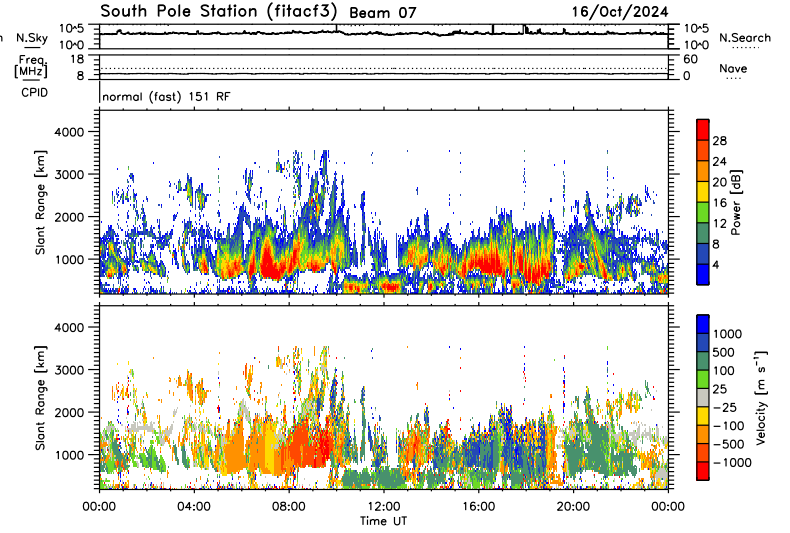 South Pole Station (fitacf3) Beam 07 16/Oct/2024
N.Sky 10^5 10^0 10^5 10^0 N.Search
Freq. [MHz] 18 8 60 0 Nave
CPID normal (fast) 151 RF
Slant Range [km]
4000
3000
2000
1000
Power [dB]
28
24
20
16
12
8
4
Slant Range [km]
4000
3000
2000
1000
Velocity [m s⁻¹]
1000
500
100
25
-25
-100
-500
-1000
00:00 04:00 08:00 12:00 16:00 20:00 00:00
Time UT